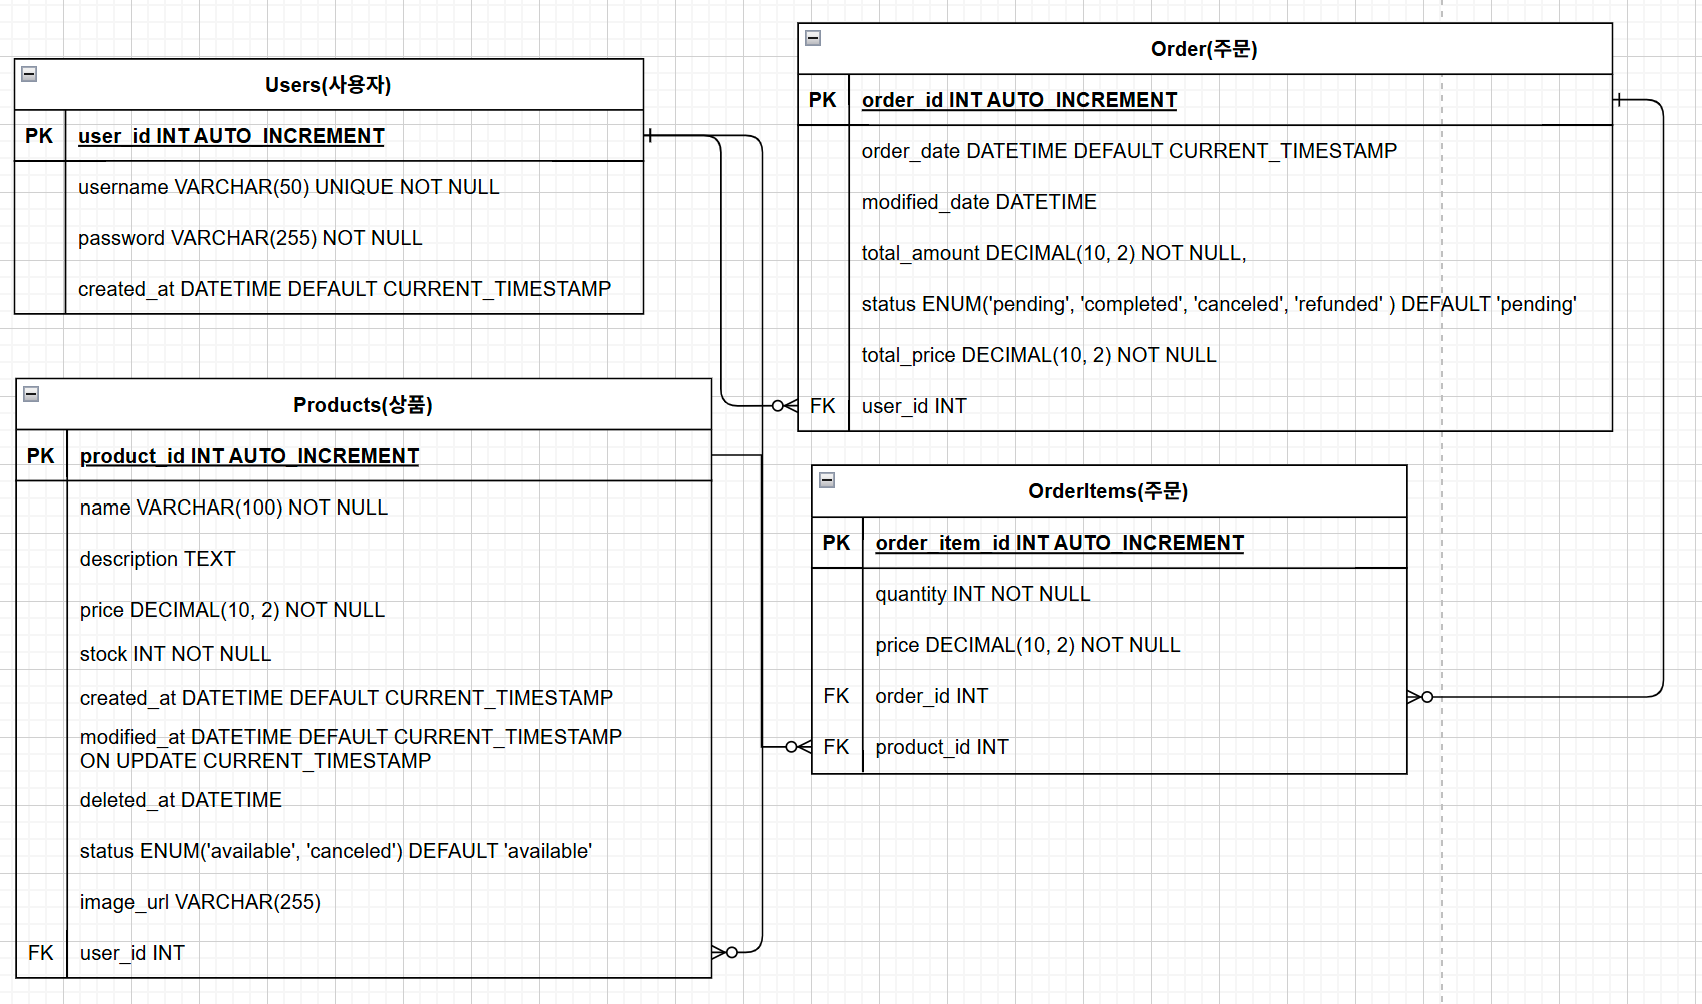 Users(사용자)
PK user_id INT AUTO_INCREMENT
username VARCHAR(50) UNIQUE NOT NULL
password VARCHAR(255) NOT NULL
created_at DATETIME DEFAULT CURRENT_TIMESTAMP
Products(상품)
PK product_id INT AUTO_INCREMENT
name VARCHAR(100) NOT NULL
description TEXT
price DECIMAL(10, 2) NOT NULL
stock INT NOT NULL
created_at DATETIME DEFAULT CURRENT_TIMESTAMP
modified_at DATETIME DEFAULT CURRENT_TIMESTAMP
ON UPDATE CURRENT_TIMESTAMP
deleted_at DATETIME
status ENUM('available', 'canceled') DEFAULT 'available'
image_url VARCHAR(255)
FK user_id INT
Order(주문)
PK order_id INT AUTO_INCREMENT
order_date DATETIME DEFAULT CURRENT_TIMESTAMP
modified_date DATETIME
total_amount DECIMAL(10, 2) NOT NULL,
status ENUM('pending', 'completed', 'canceled', 'refunded' ) DEFAULT 'pending'
total_price DECIMAL(10, 2) NOT NULL
FK user_id INT
OrderItems(주문)
PK order_item_id INT AUTO_INCREMENT
quantity INT NOT NULL
price DECIMAL(10, 2) NOT NULL
FK order_id INT
FK product_id INT